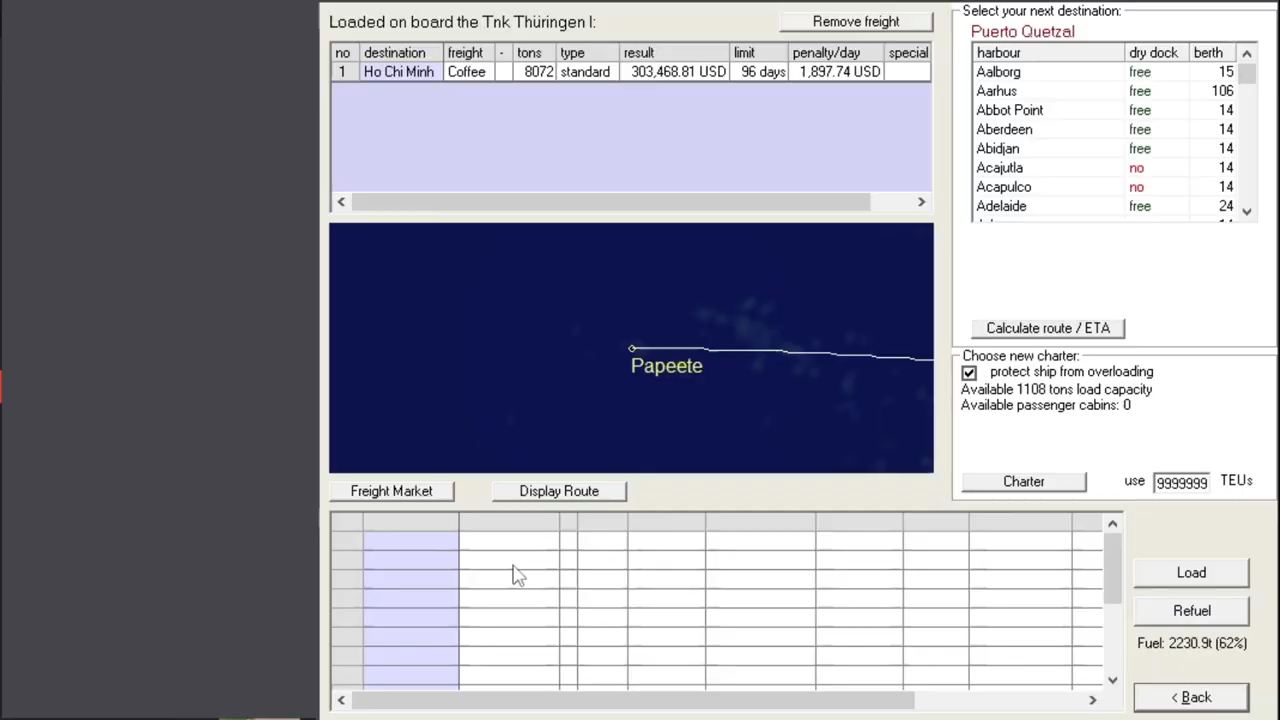 Loaded on board the Tnk Thüringen I:
Remove freight
no destination freight - tons type result limit penalty/day special
1 Ho Chi Minh Coffee 8072 standard 303,468.81 USD 96 days 1,897.74 USD
Papeete
Freight Market
Display Route
Select your next destination:
Puerto Quetzal
harbour dry dock berth
Aalborg free 15
Aarhus free 106
Abbot Point free 14
Aberdeen free 14
Abidjan free 14
Acajutla no 14
Acapulco no 14
Adelaide free 24
Calculate route / ETA
Choose new charter:
protect ship from overloading
Available 1108 tons load capacity
Available passenger cabins: 0
Charter use 9999999 TEUs
Load
Refuel
Fuel: 2230.9t (62%)
< Back